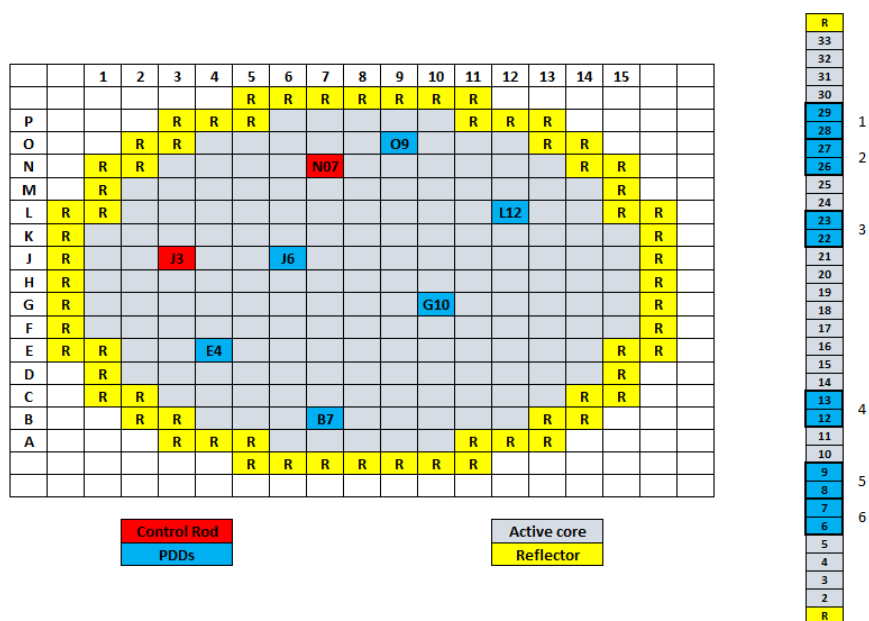 1 2 3 4 5 6 7 8 9 10 11 12 13 14 15
R R R R R R R
P R R R R R R
O R R O9 R R
N R R N07 R R
M R R
L R R L12 R R
K R R
J R J3 J6 R
H R R
G R G10 R
F R R
E R R E4 R R
D R R
C R R R R
B R R B7 R R
A R R R R R R
R R R R R R R
Control Rod
PDDs
Active core
Reflector
R
33
32
31
30
29
28
1
27
26
2
25
24
23
22
3
21
20
19
18
17
16
15
14
13
12
4
11
10
9
8
5
7
6
6
5
4
3
2
R